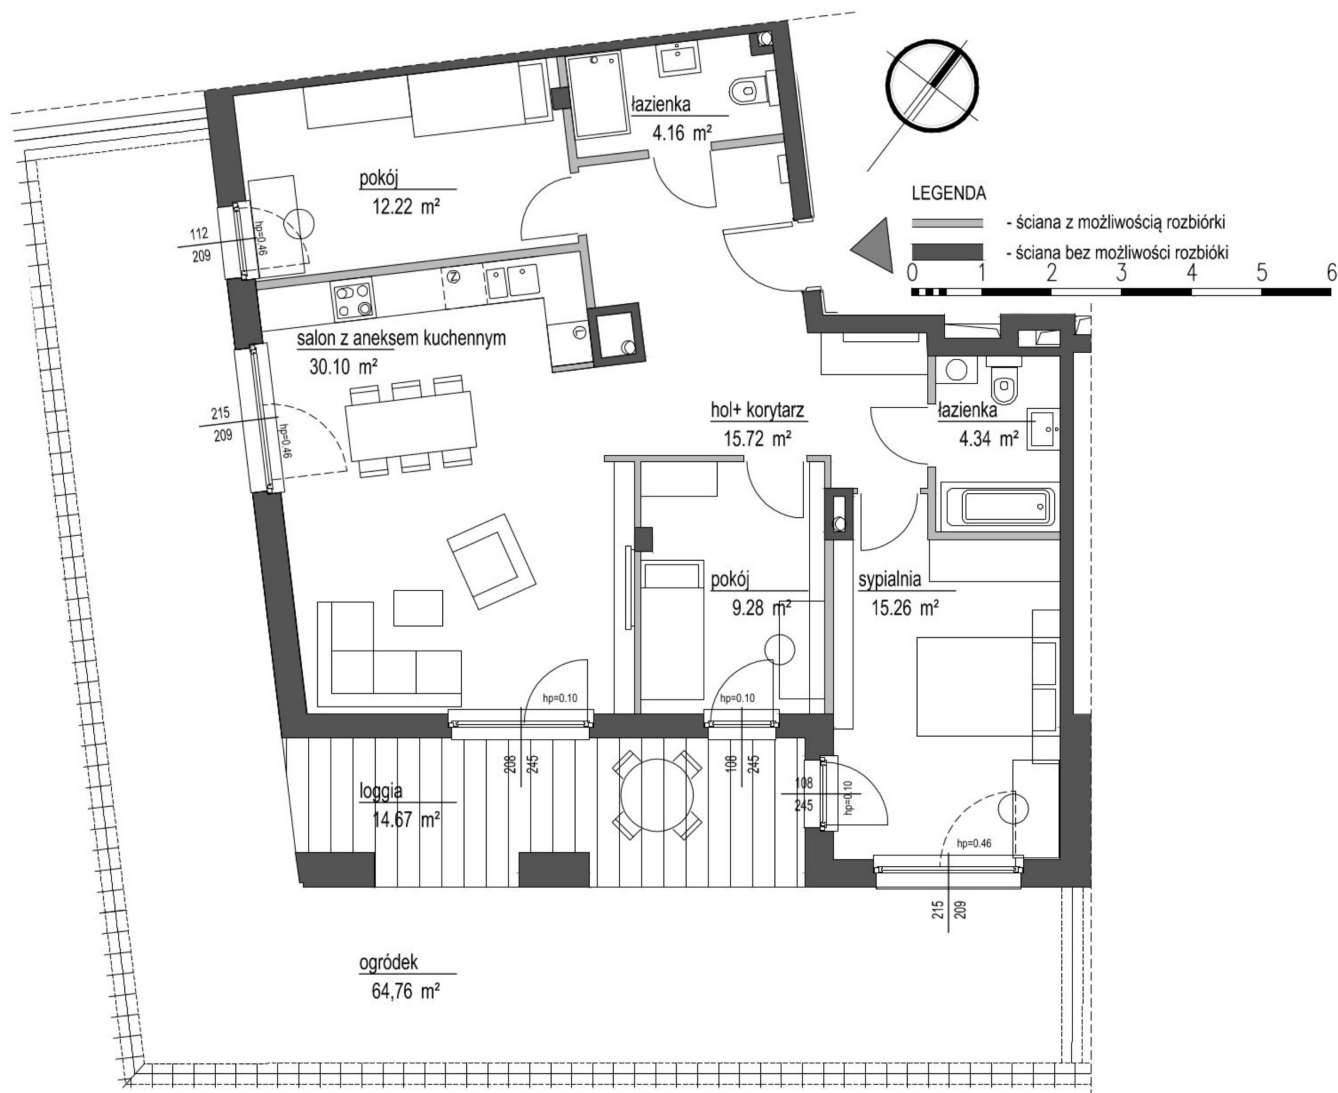 łazienka
4.16 m²
pokój
12.22 m²
112
209
hp=0.46
LEGENDA
- ściana z możliwością rozbiórki
- ściana bez możliwości rozbióki
0 1 2 3 4 5 6
Z
L
salon z aneksem kuchennym
30.10 m²
215
209
hp=0.46
hol+ korytarz
15.72 m²
łazienka
4.34 m²
pokój
9.28 m²
sypialnia
15.26 m²
hp=0.10
208
245
hp=0.10
108
245
108
245
hp=0.10
loggia
14.67 m²
hp=0.46
215
209
ogródek
64,76 m²